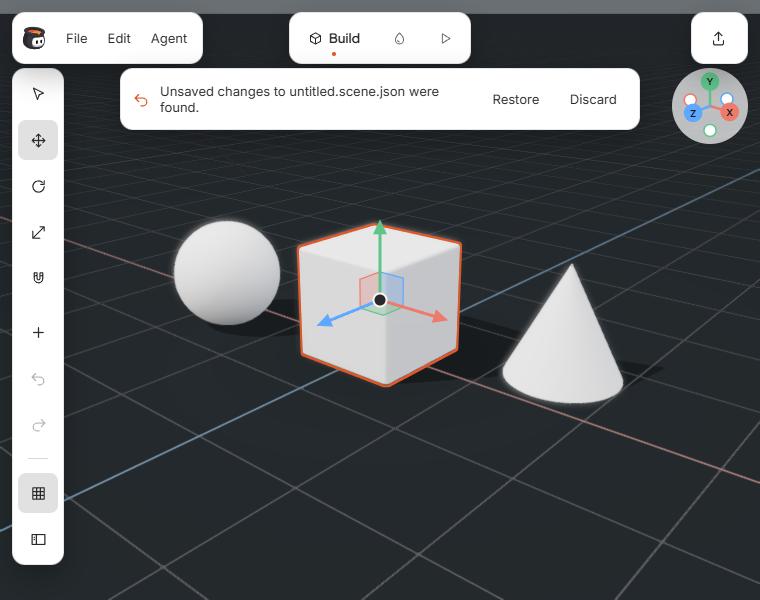 File Edit Agent
Build
Unsaved changes to untitled.scene.json were
found.
Restore Discard
Y
Z
X